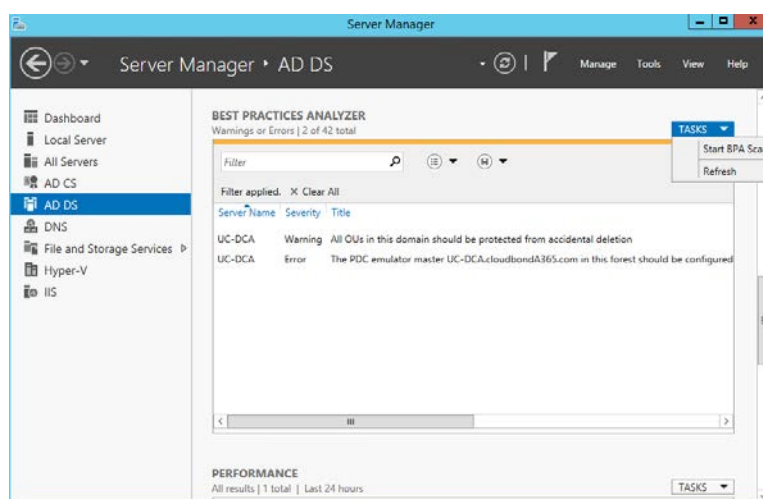 Server Manager
Server Manager • AD DS
Manage Tools View Help
Dashboard
Local Server
All Servers
AD CS
AD DS
DNS
File and Storage Services
Hyper-V
IIS
BEST PRACTICES ANALYZER
Warnings or Errors | 2 of 42 total
TASKS
Start BPA Sca
Refresh
Filter
Filter applied. X Clear All
Server Name Severity Title
UC-DCA Warning All OUs in this domain should be protected from accidental deletion
UC-DCA Error The PDC emulator master UC-DCA.cloudbondA365.com in this forest should be configured
PERFORMANCE
All results | 1 total | Last 24 hours
TASKS